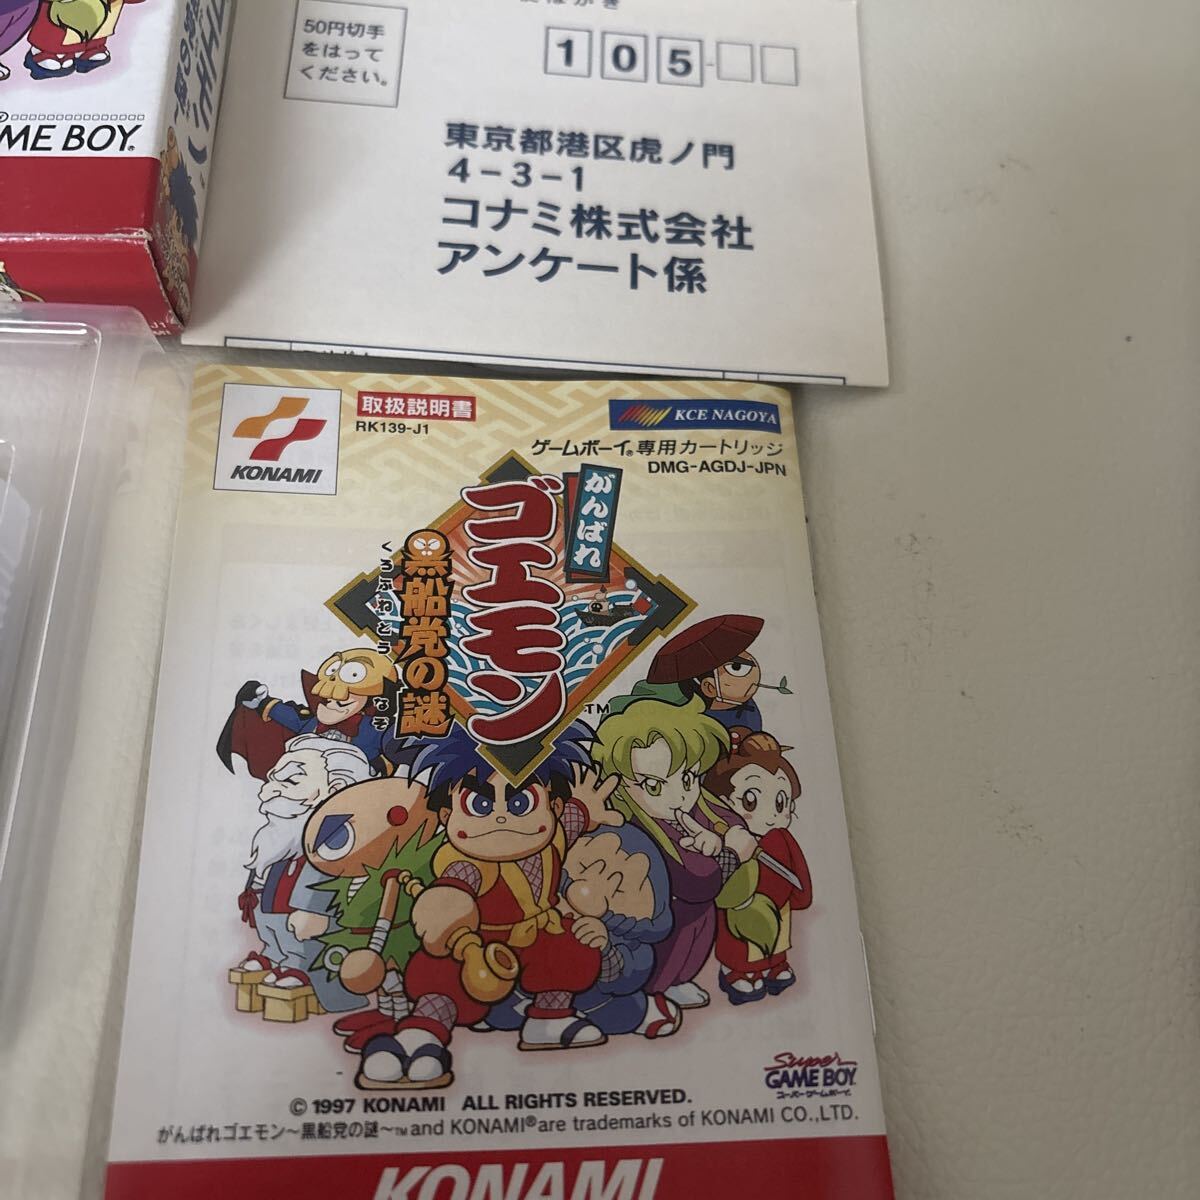 GAME BOY
50円切手
をはって
ください。
105
東京都港区虎ノ門
4-3-1
コナミ株式会社
アンケート係
KONAMI
取扱説明書
RK139-J1
KCE NAGOYA
ゲームボーイ®専用カートリッジ
DMG-AGDJ-JPN
がんばれ
ゴエモン
黒船党の謎
くろふねとう なぞ
TM
Super
GAME BOY
スーパーゲームボーイ
© 1997 KONAMI ALL RIGHTS RESERVED.
がんばれゴエモン～黒船党の謎～TM and KONAMI® are trademarks of KONAMI CO.,LTD.
KONAMI